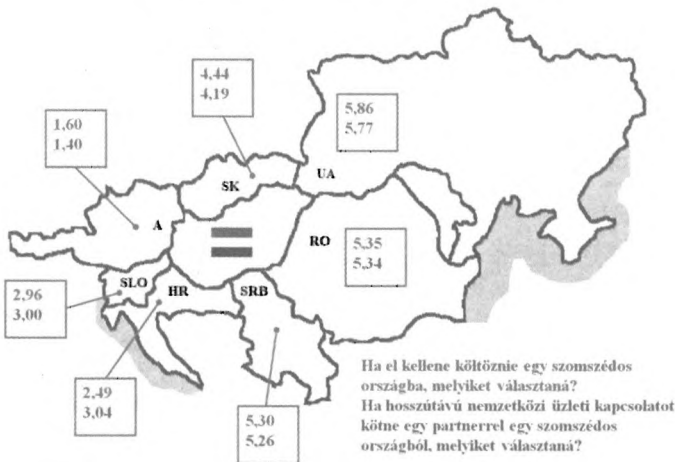 4,44
4,19
5,86
5,77
1,60
1,40
SK
UA
A
RO
5,35
5,34
SLO
HR
SRB
2,96
3,00
2,49
3,04
5,30
5,26
Ha el kellene költöznie egy szomszédos
országba, melyiket választaná?
Ha hosszútávú nemzetközi üzleti kapcsolatot
kötne egy partnerrel egy szomszédos
országból, melyiket választaná?